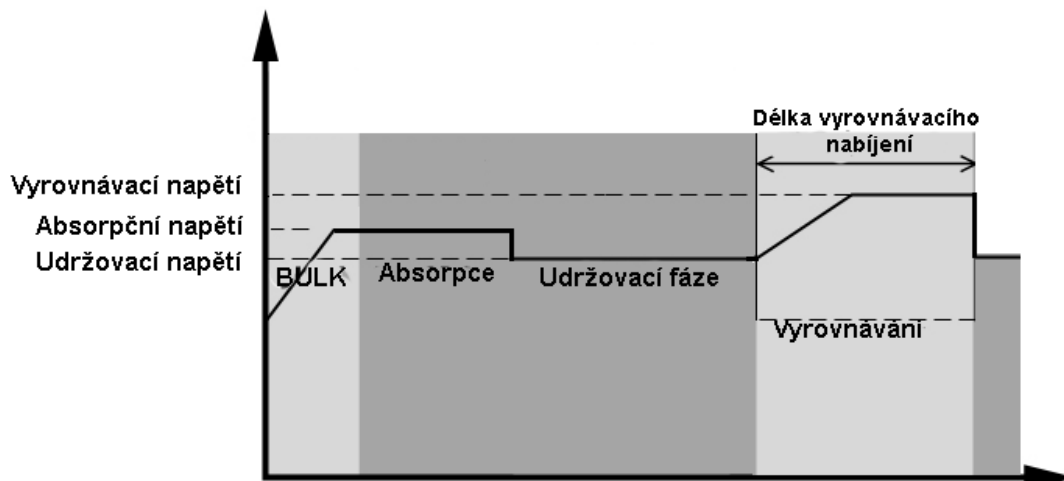 Délka vyrovnávacího
nabíjení
Vyrovnávací napětí
Absorpční napětí
Udržovací napětí
BULK
Absorpce
Udržovací fáze
Vyrovnávání